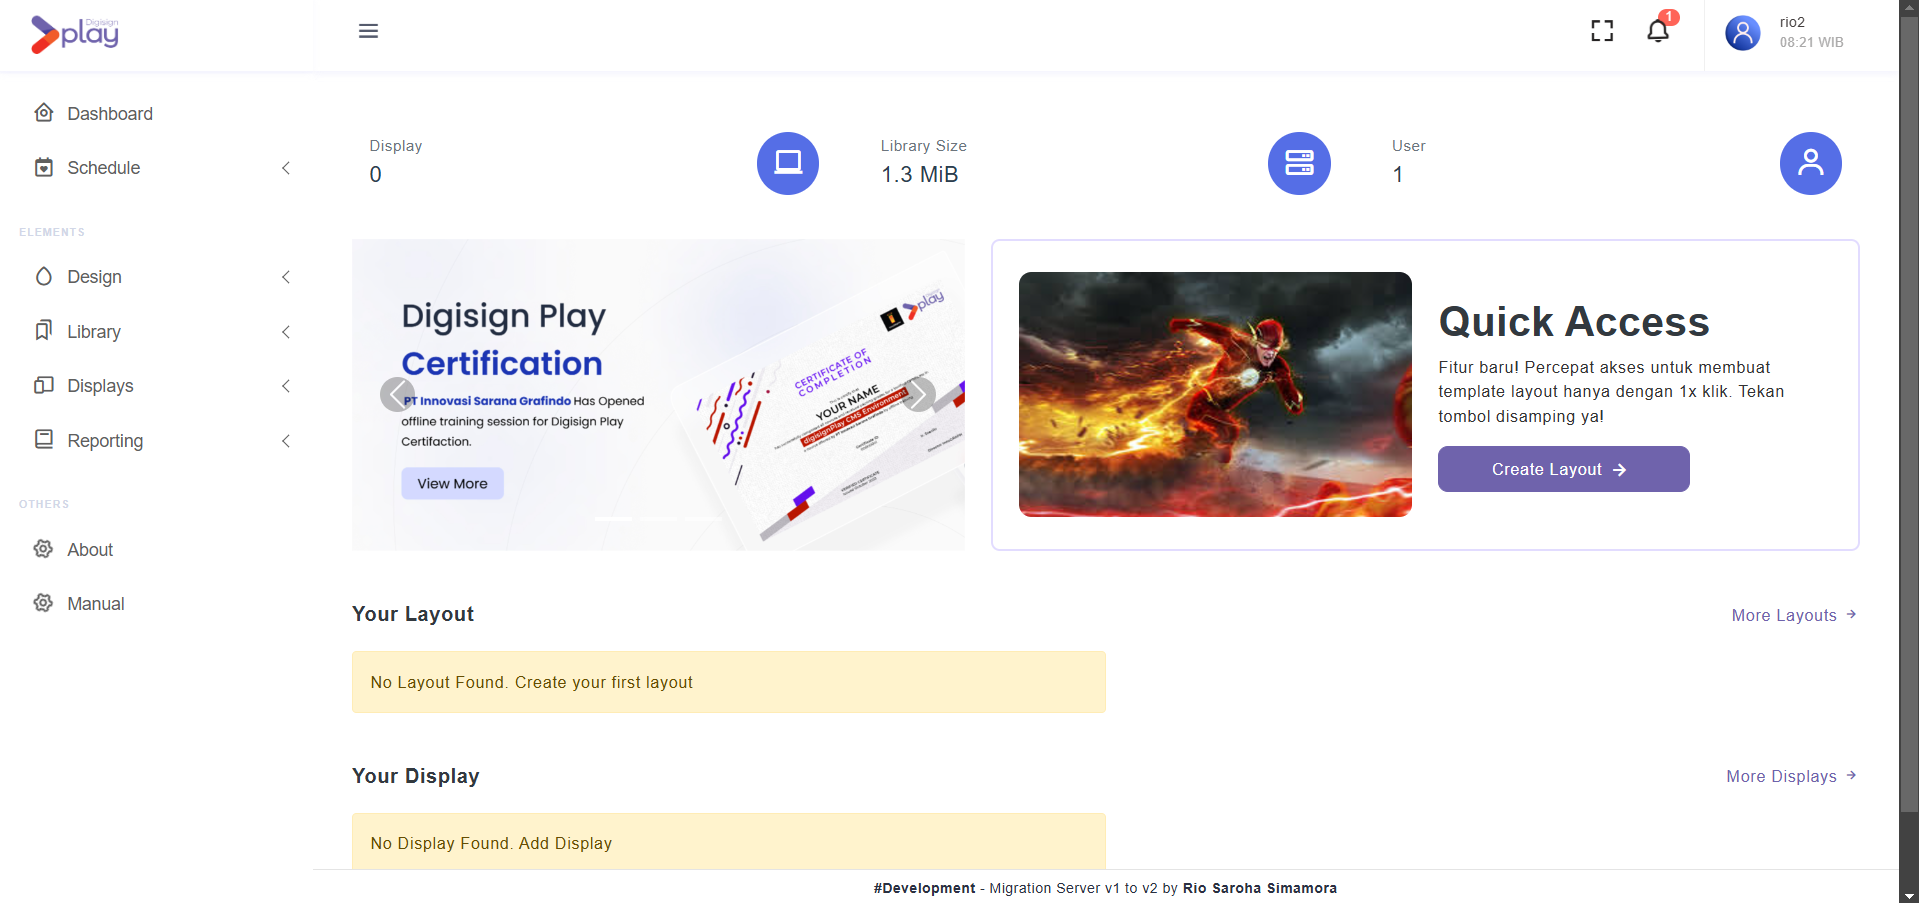 Digisign
play
1
rio2
08:21 WIB
Dashboard
Schedule
ELEMENTS
Design
Library
Displays
Reporting
OTHERS
About
Manual
Display
0
Library Size
1.3 MiB
User
1
Digisign Play
Certification
PT Innovasi Sarana Grafindo Has Opened
offline training session for Digisign Play
Certifaction.
View More
play
CERTIFICATE OF
COMPLETION
YOUR NAME
digisignPlay CMS Environment
Quick Access
Fitur baru! Percepat akses untuk membuat
template layout hanya dengan 1x klik. Tekan
tombol disamping ya!
Create Layout
Your Layout
More Layouts
No Layout Found. Create your first layout
Your Display
More Displays
No Display Found. Add Display
#Development - Migration Server v1 to v2 by Rio Saroha Simamora